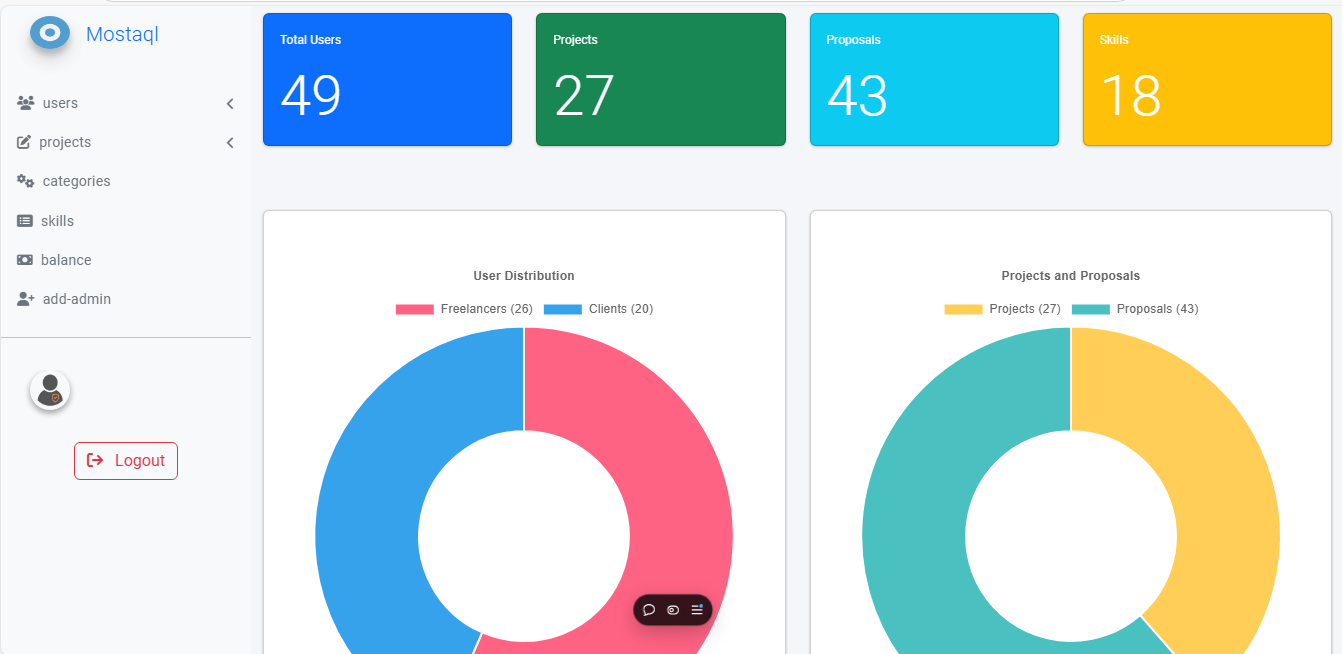 Mostaql
users
projects
categories
skills
balance
add-admin
Logout
Total Users
49
Projects
27
Proposals
43
Skills
18
User Distribution
Freelancers (26) Clients (20)
Projects and Proposals
Projects (27) Proposals (43)